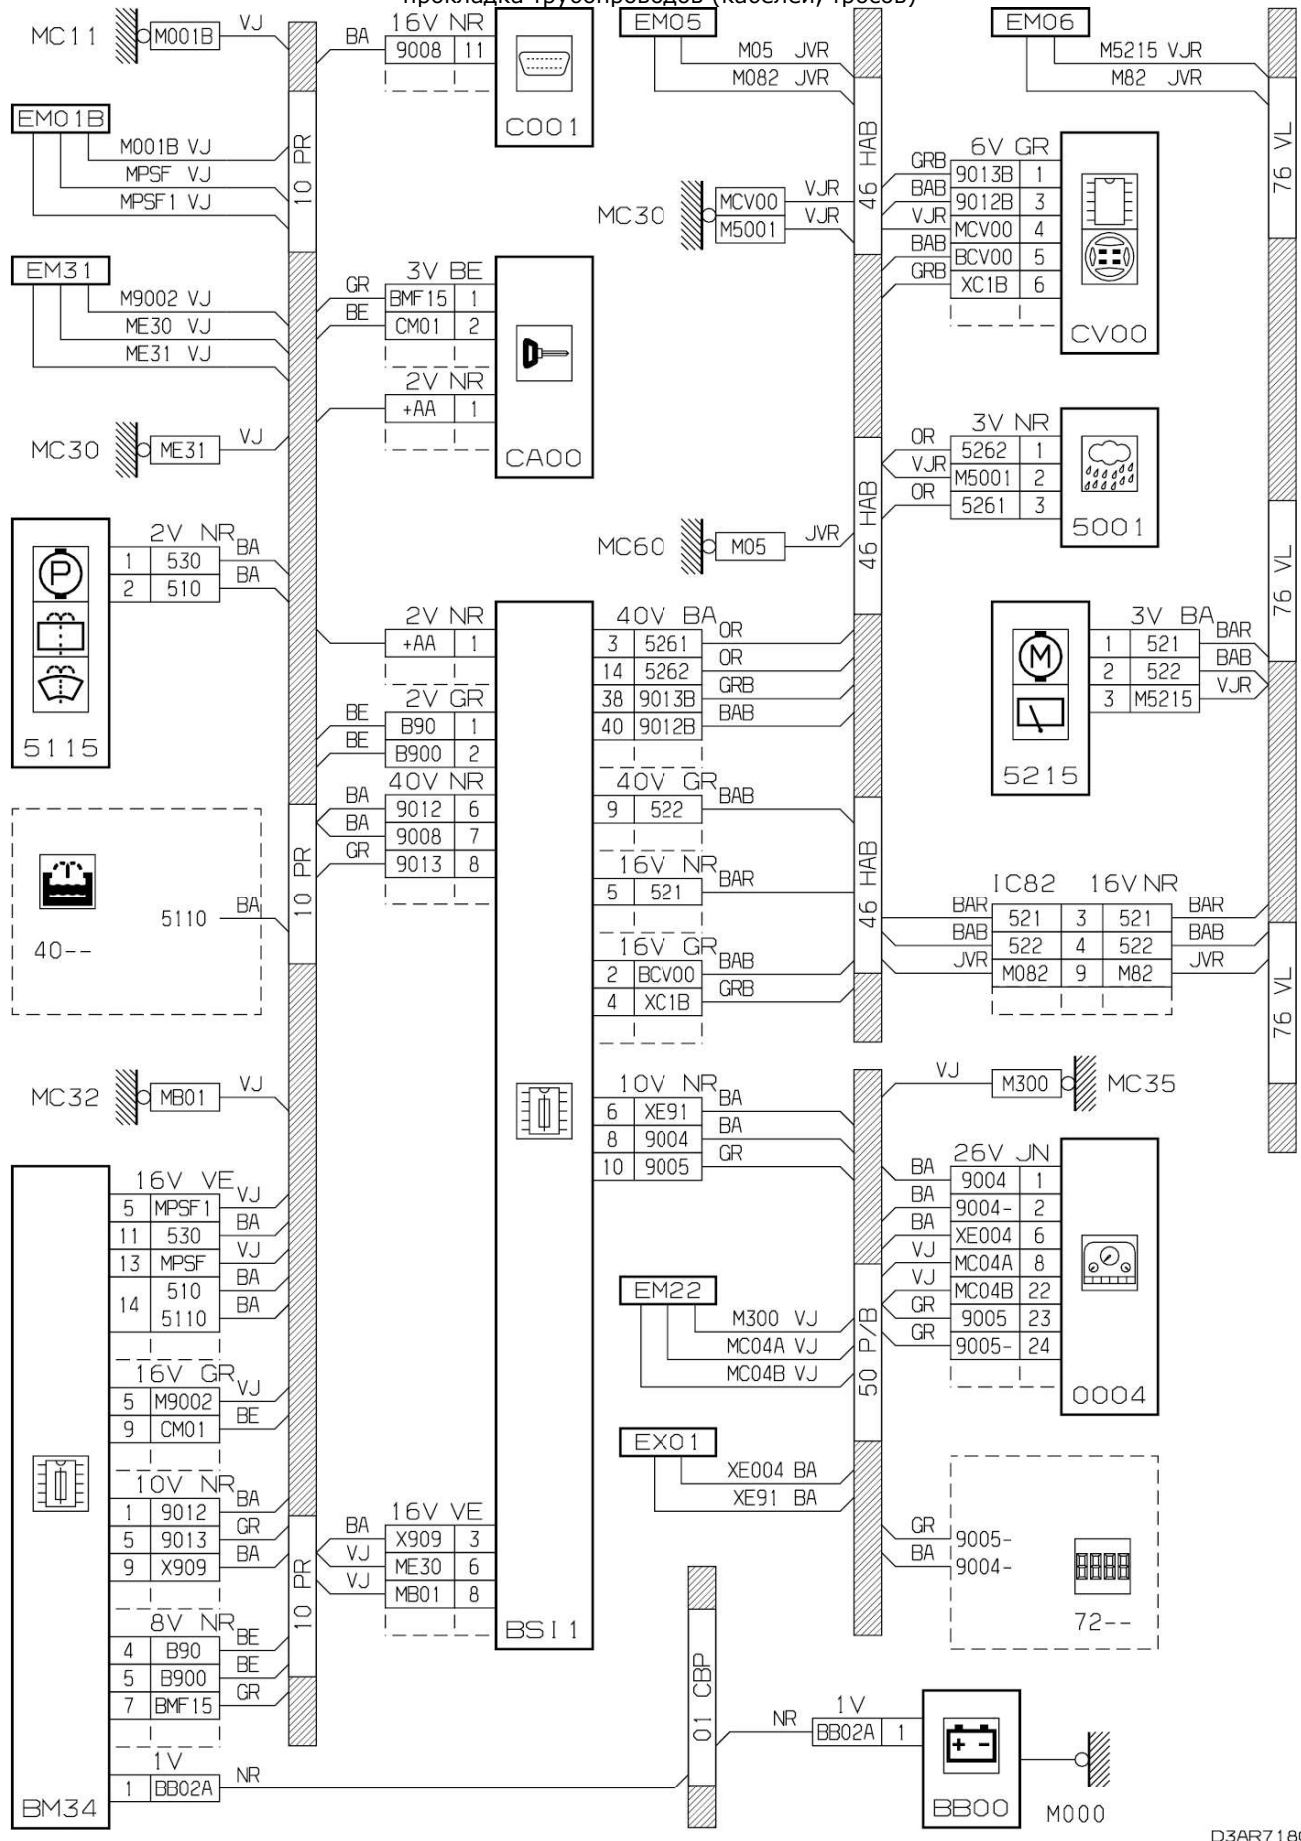 прокладка трубопроводов (кабелей, тросов)
MC11 M001B VJ
EM01B
M001B VJ
MPSF VJ
MPSF1 VJ
10 PR
EM31
M9002 VJ
ME30 VJ
ME31 VJ
MC30 ME31 VJ
2V NR
1 530 BA
2 510 BA
5115
5110 BA
40--
10 PR
MC32 MB01 VJ
16V VE
5 MPSF1 VJ
11 530 BA
13 MPSF VJ
14 510 BA
5110 BA
16V GR
5 M9002 VJ
9 CM01 BE
10V NR
1 9012 BA
5 9013 GR
9 X909 BA
10 PR
8V NR
4 B90 BE
5 B900 BE
7 BMF15 GR
1V
1 BB02A NR
BM34
16V NR
BA 9008 11
C001
3V BE
GR BMF15 1
BE CM01 2
2V NR
+AA 1
CA00
2V NR
+AA 1
2V GR
BE B90 1
BE B900 2
40V NR
BA 9012 6
BA 9008 7
GR 9013 8
16V VE
BA X909 3
VJ ME30 6
VJ MB01 8
BSI1
40V BA
3 5261 OR
14 5262 OR
38 9013B GRB
40 9012B BAB
40V GR
9 522 BAB
16V NR
5 521 BAR
16V GR
2 BCV00 BAB
4 XC1B GRB
10V NR
6 XE91 BA
8 9004 BA
10 9005 GR
EM05
M05 JVR
M082 JVR
46 HAB
MC30 MCV00 VJR
M5001 VJR
MC60 M05 JVR
46 HAB
46 HAB
EM22
M300 VJ
MC04A VJ
MC04B VJ
50 P/B
EX01
XE004 BA
XE91 BA
01 CBP
EM06
M5215 VJR
M82 JVR
76 VL
6V GR
GRB 9013B 1
BAB 9012B 3
VJR MCV00 4
BAB BCV00 5
GRB XC1B 6
CV00
3V NR
OR 5262 1
VJR M5001 2
OR 5261 3
5001
76 VL
M
3V BA
1 521 BAR
2 522 BAB
3 M5215 VJR
5215
IC82 16V NR
BAR 521 3 521 BAR
BAB 522 4 522 BAB
JVR M082 9 M82 JVR
76 VL
VJ M300 MC35
26V JN
BA 9004 1
BA 9004- 2
BA XE004 6
VJ MC04A 8
VJ MC04B 22
GR 9005 23
GR 9005- 24
0004
GR 9005-
BA 9004-
8888
72--
1V
NR BB02A 1
+ -
BB00
M000
P